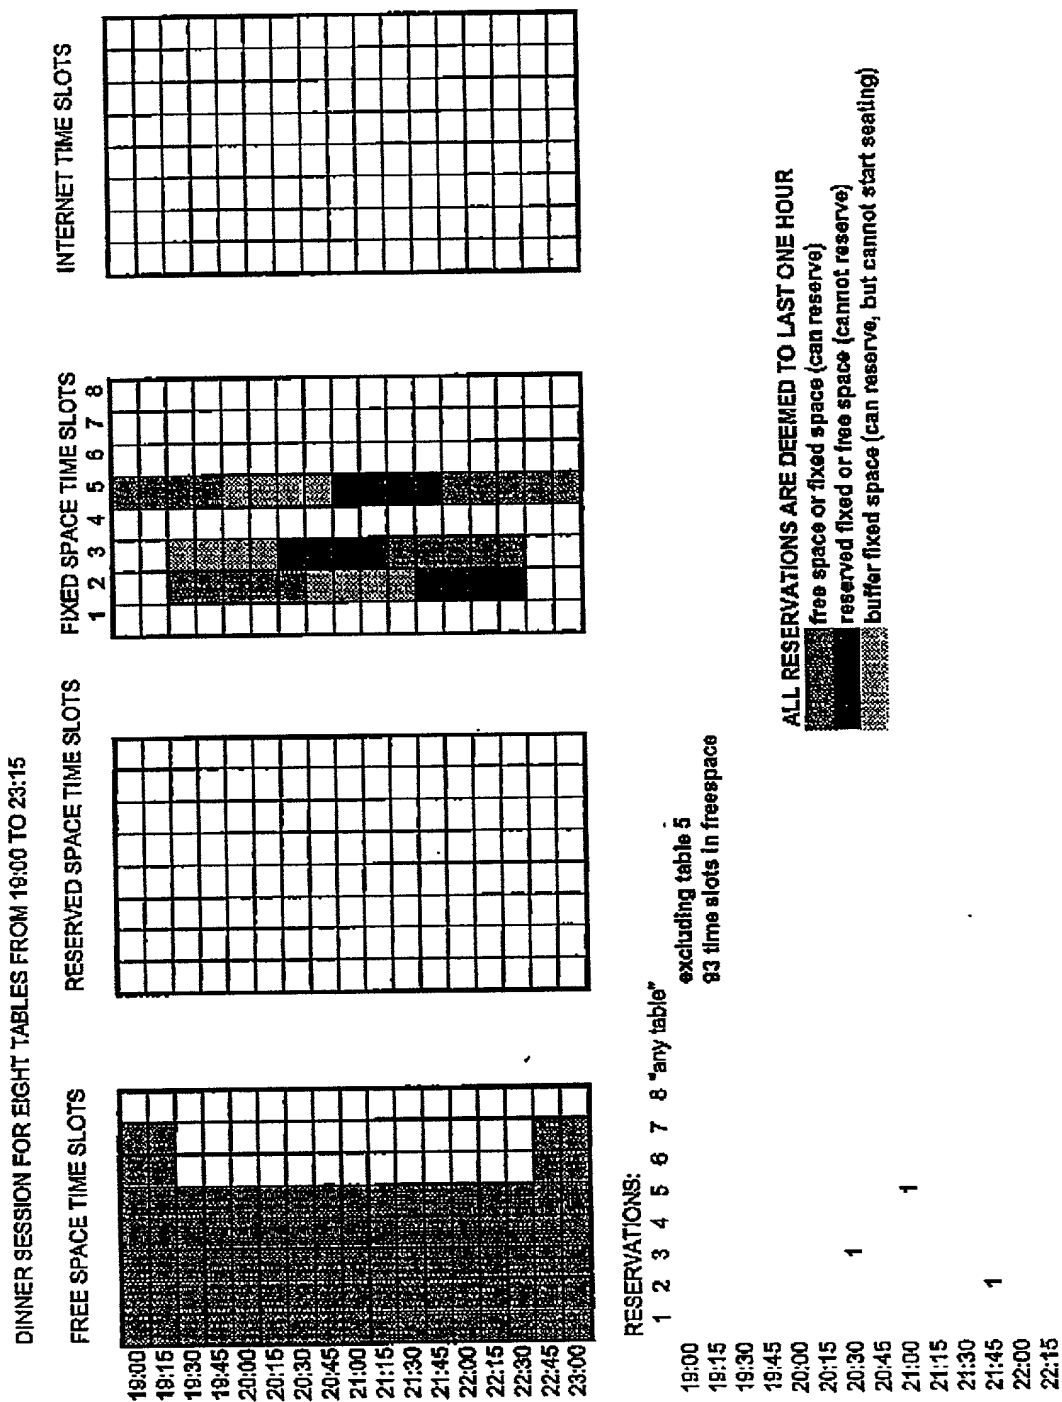 DINNER SESSION FOR EIGHT TABLES FROM 19:00 TO 23:15
FREE SPACE TIME SLOTS
RESERVED SPACE TIME SLOTS
FIXED SPACE TIME SLOTS
INTERNET TIME SLOTS
1 2 3 4 5 6 7 8
19:00
19:15
19:30
19:45
20:00
20:15
20:30
20:45
21:00
21:15
21:30
21:45
22:00
22:15
22:30
22:45
23:00
RESERVATIONS:
1 2 3 4 5 6 7 8 "any table"
19:00
19:15
19:30
19:45
20:00
20:15
20:30 1
20:45
21:00 1
21:15
21:30
21:45 1
22:00
22:15
excluding table 5
93 time slots in freespace
ALL RESERVATIONS ARE DEEMED TO LAST ONE HOUR
free space or fixed space (can reserve)
reserved fixed or free space (cannot reserve)
buffer fixed space (can reserve, but cannot start seating)